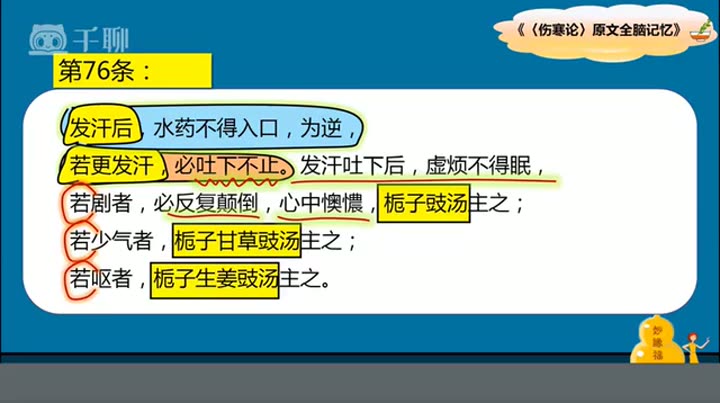 千聊
《〈伤寒论〉原文全脑记忆》
第76条：
发汗后，水药不得入口，为逆，
若更发汗，必吐下不止。发汗吐下后，虚烦不得眠，
若剧者，必反复颠倒，心中懊憹，栀子豉汤主之；
若少气者，栀子甘草豉汤主之；
若呕者，栀子生姜豉汤主之。